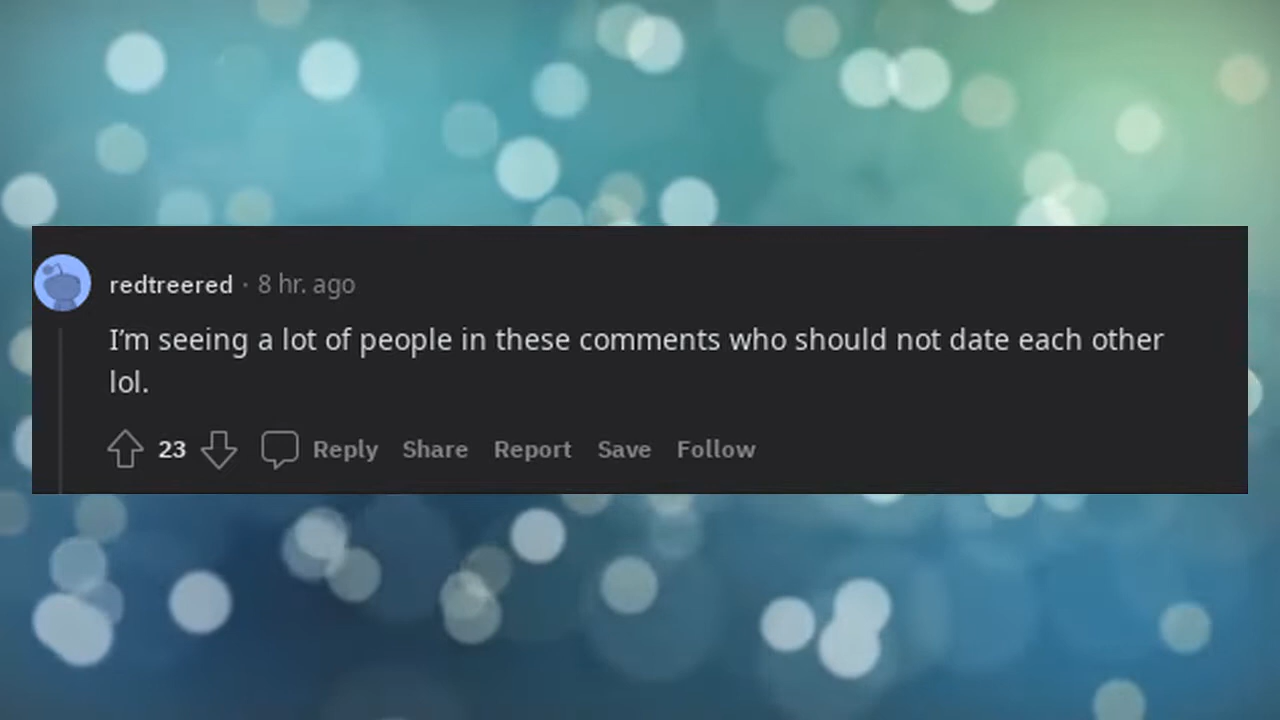 redtreered · 8 hr. ago
I’m seeing a lot of people in these comments who should not date each other
lol.
23 Reply Share Report Save Follow